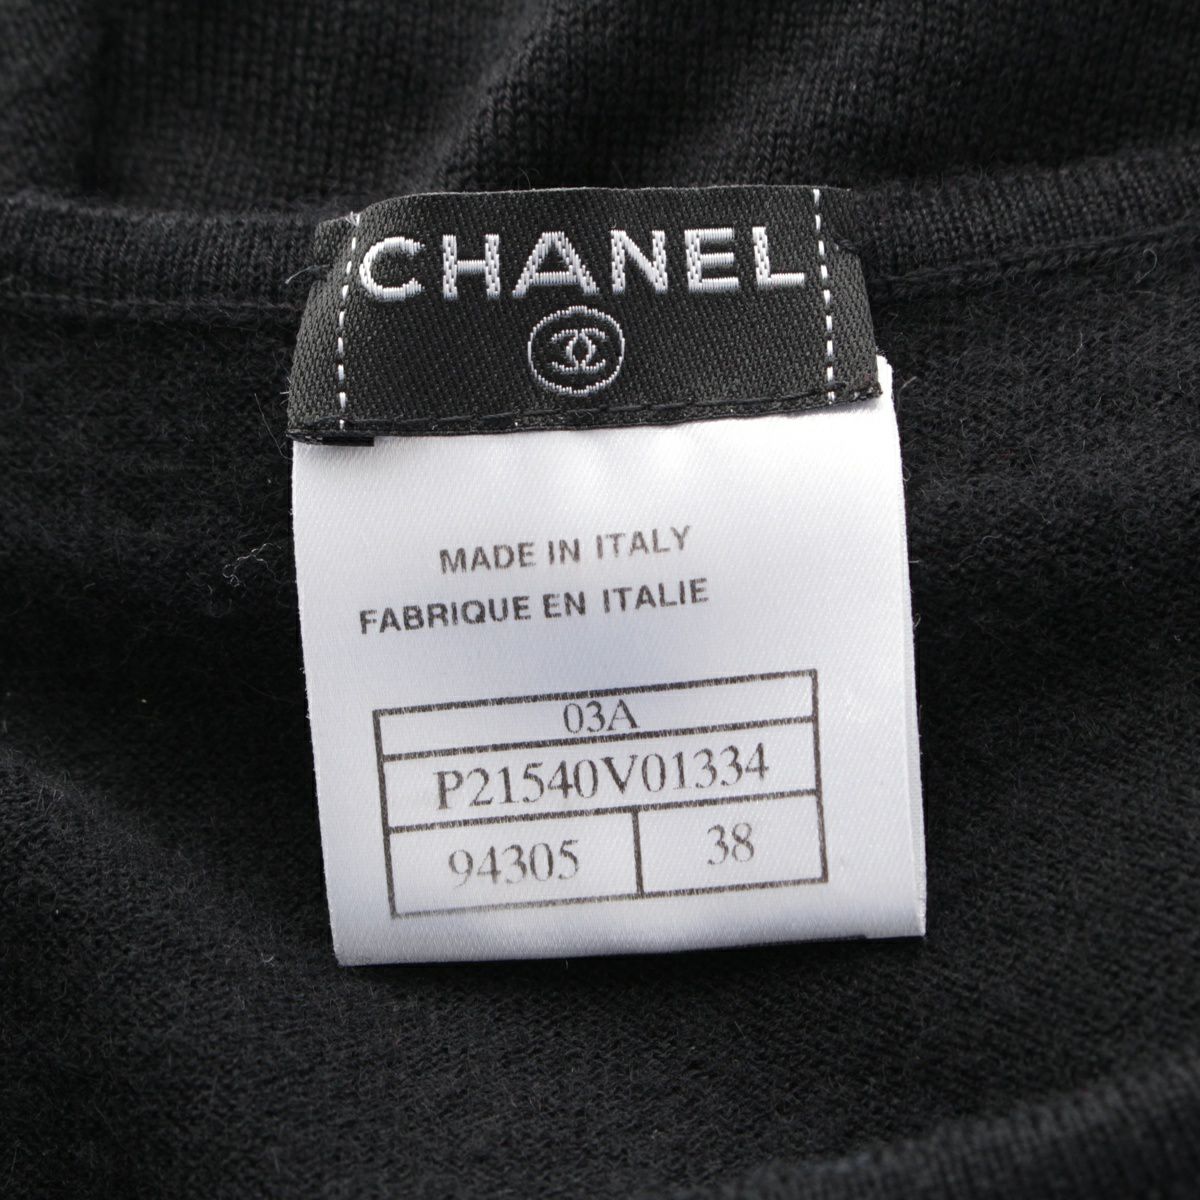 CHANEL
MADE IN ITALY
FABRIQUE EN ITALIE
03A
P21540V01334
94305 38